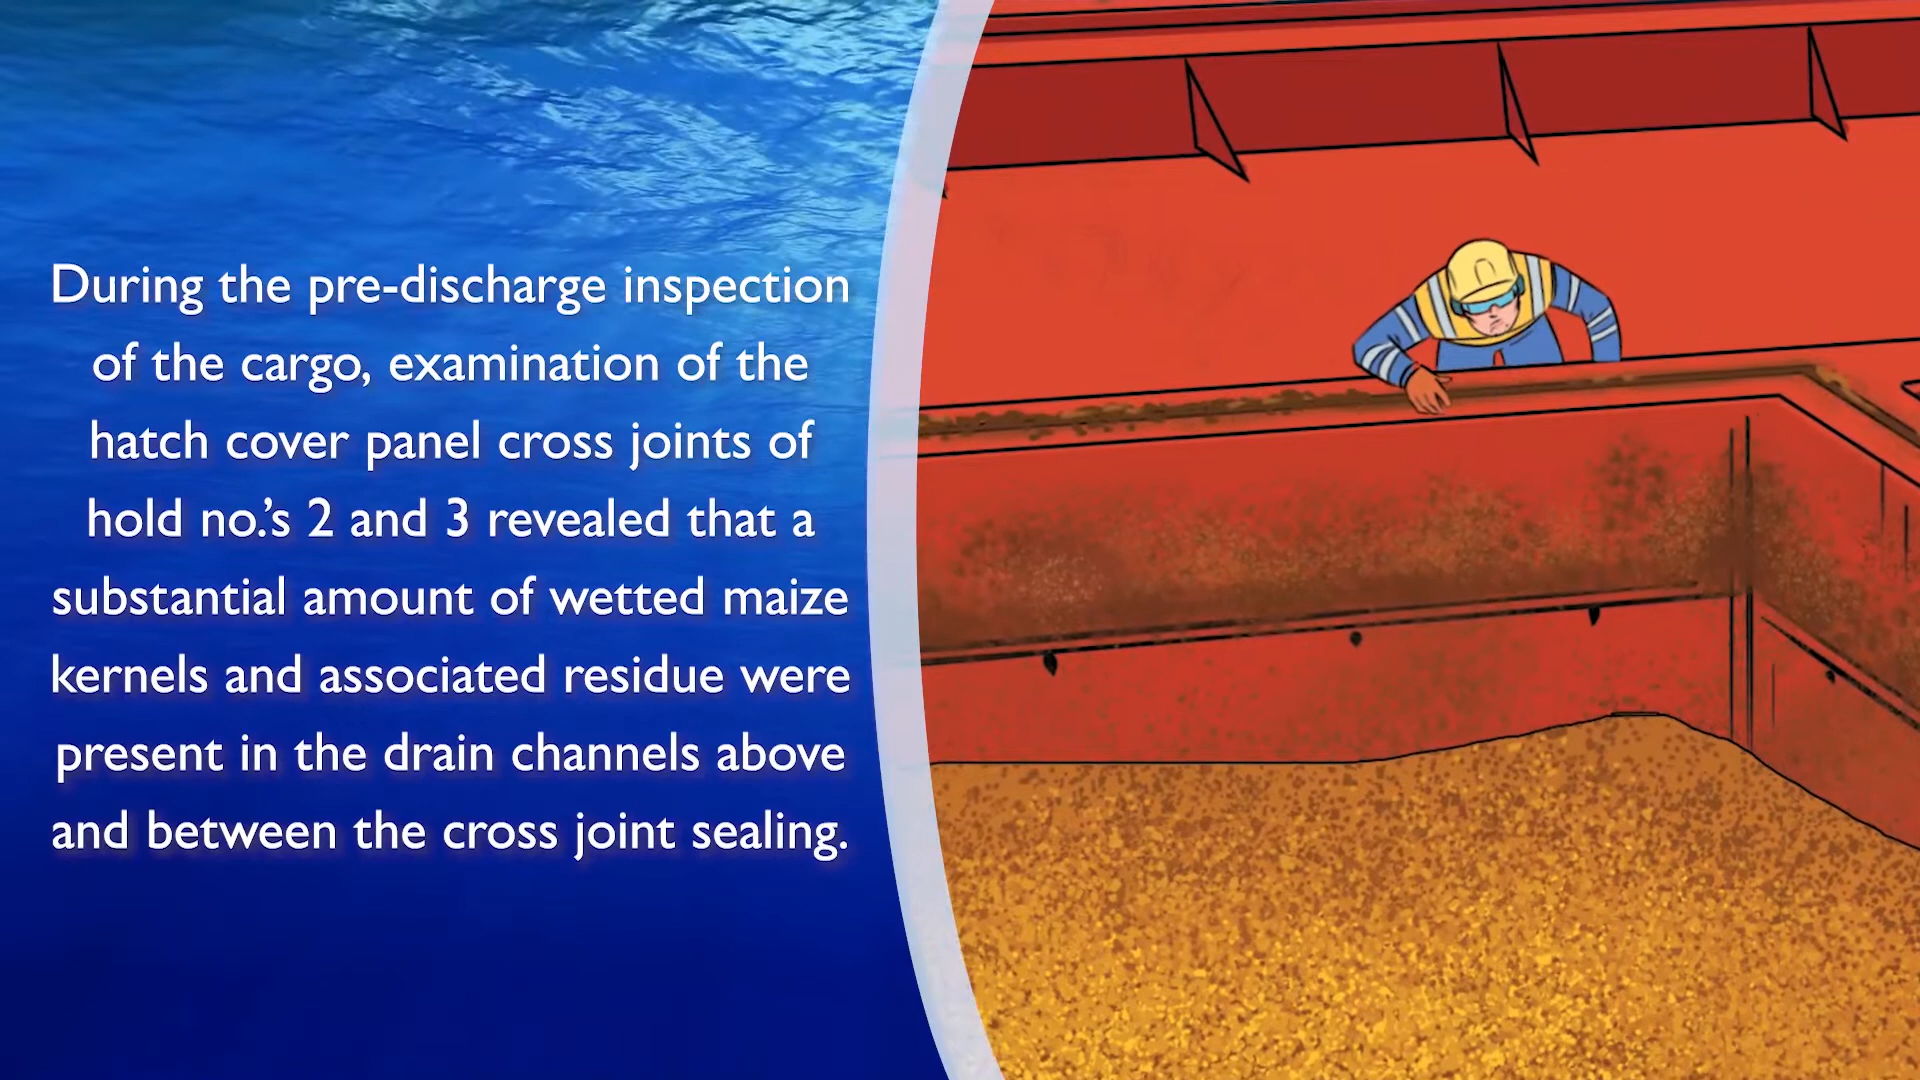 During the pre-discharge inspection
of the cargo, examination of the
hatch cover panel cross joints of
hold no.’s 2 and 3 revealed that a
substantial amount of wetted maize
kernels and associated residue were
present in the drain channels above
and between the cross joint sealing.